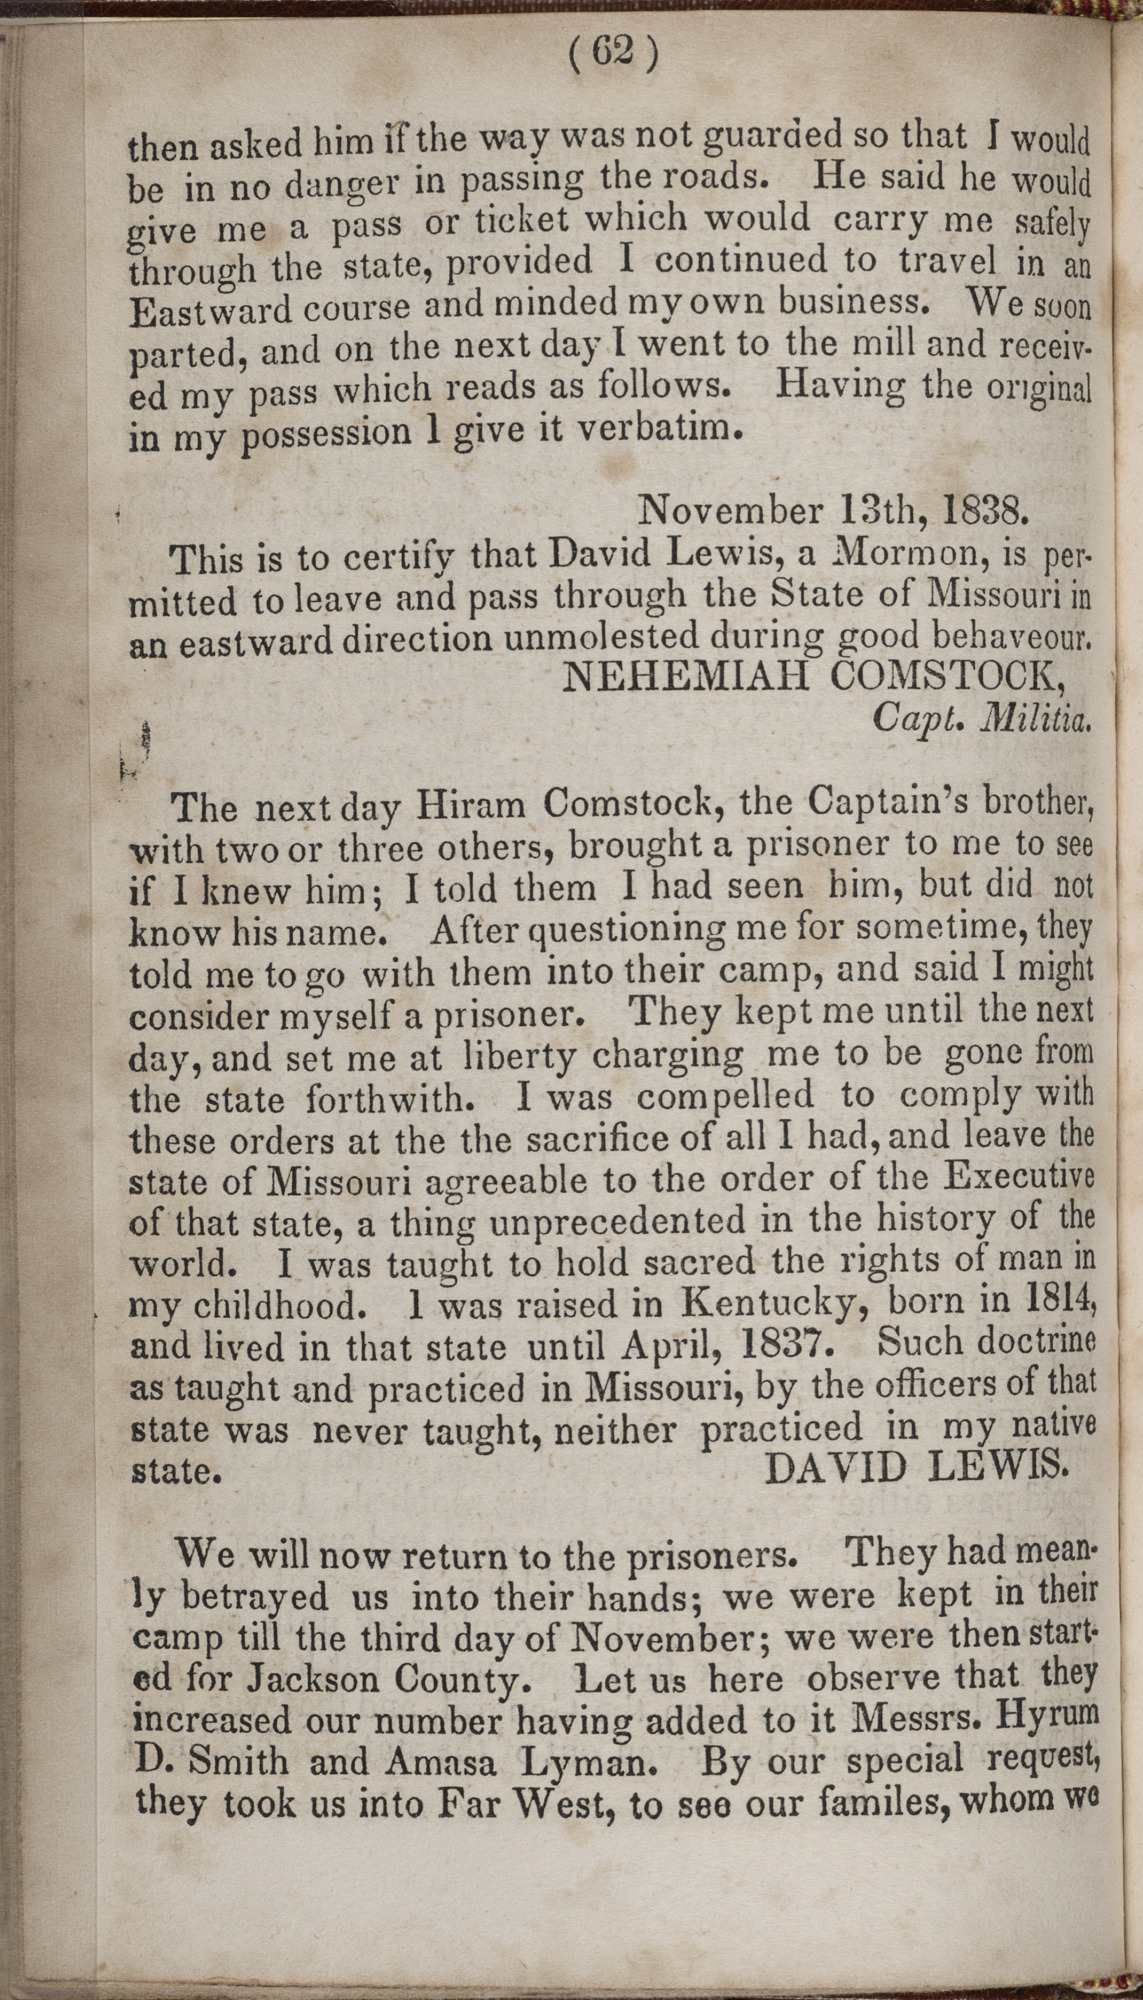 ( 62 )
then asked him if the way was not guarded so that I would
be in no danger in passing the roads. He said he would
give me a pass or ticket which would carry me safely
through the state, provided I continued to travel in an
Eastward course and minded my own business. We soon
parted, and on the next day I went to the mill and receiv-
ed my pass which reads as follows. Having the original
in my possession I give it verbatim.
November 13th, 1838.
This is to certify that David Lewis, a Mormon, is per-
mitted to leave and pass through the State of Missouri in
an eastward direction unmolested during good behaveour.
NEHEMIAH COMSTOCK,
Capt. Militia.
The next day Hiram Comstock, the Captain's brother,
with two or three others, brought a prisoner to me to see
if I knew him; I told them I had seen him, but did not
know his name. After questioning me for sometime, they
told me to go with them into their camp, and said I might
consider myself a prisoner. They kept me until the next
day, and set me at liberty charging me to be gone from
the state forthwith. I was compelled to comply with
these orders at the the sacrifice of all I had, and leave the
state of Missouri agreeable to the order of the Executive
of that state, a thing unprecedented in the history of the
world. I was taught to hold sacred the rights of man in
my childhood. I was raised in Kentucky, born in 1814,
and lived in that state until April, 1837. Such doctrine
as taught and practiced in Missouri, by the officers of that
state was never taught, neither practiced in my native
state. DAVID LEWIS.
We will now return to the prisoners. They had mean-
ly betrayed us into their hands; we were kept in their
camp till the third day of November; we were then start-
ed for Jackson County. Let us here observe that they
increased our number having added to it Messrs. Hyrum
D. Smith and Amasa Lyman. By our special request,
they took us into Far West, to see our familes, whom we